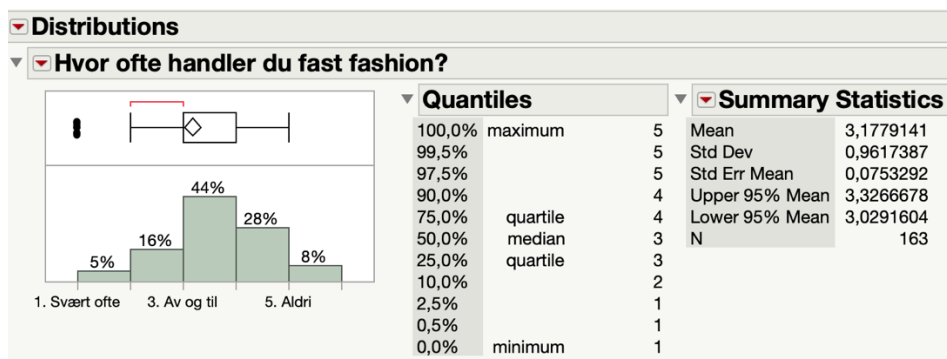 Distributions
Hvor ofte handler du fast fashion?
44%
28%
16%
8%
5%
1. Svært ofte 3. Av og til 5. Aldri
Quantiles
100,0% maximum 5
99,5% 5
97,5% 5
90,0% 4
75,0% quartile 4
50,0% median 3
25,0% quartile 3
10,0% 2
2,5% 1
0,5% 1
0,0% minimum 1
Summary Statistics
Mean 3,1779141
Std Dev 0,9617387
Std Err Mean 0,0753292
Upper 95% Mean 3,3266678
Lower 95% Mean 3,0291604
N 163